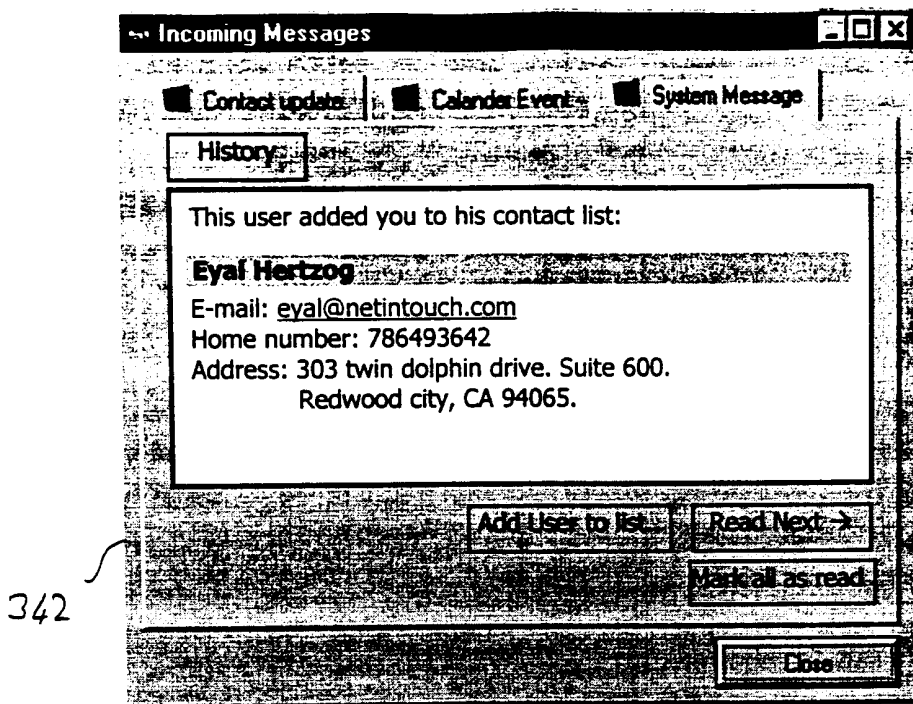 Incoming Messages
Contact update
Calander Event
System Message
History
This user added you to his contact list:
Eyal Hertzog
E-mail: eyal@netintouch.com
Home number: 786493642
Address: 303 twin dolphin drive. Suite 600.
Redwood city, CA 94065.
Add User to list
Read Next →
Mark all as read
342
Close